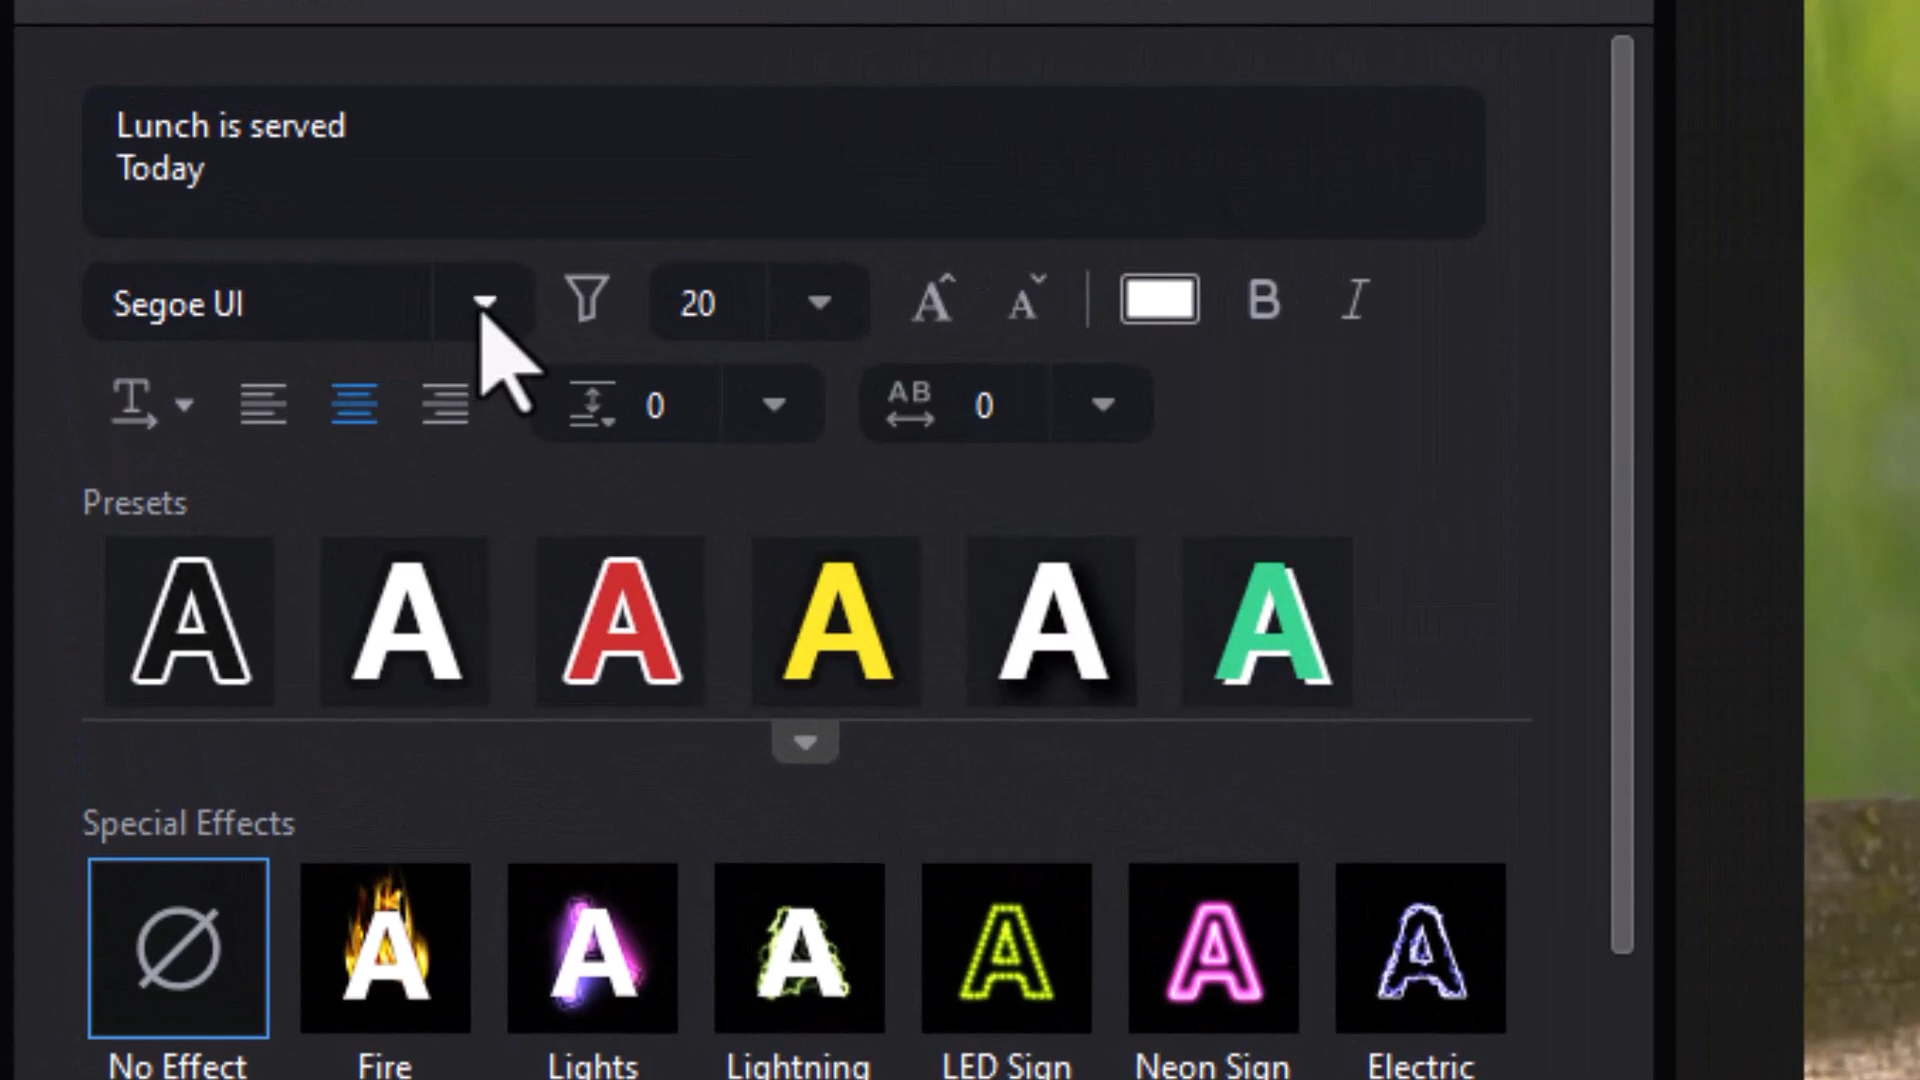 Lunch is served
Today
Segoe UI
20
A
A
B
I
T
0
AB
0
Presets
A
A
A
A
A
A
Special Effects
A
A
A
A
A
A
No Effect
Fire
Lights
Lightning
LED Sign
Neon Sign
Electric